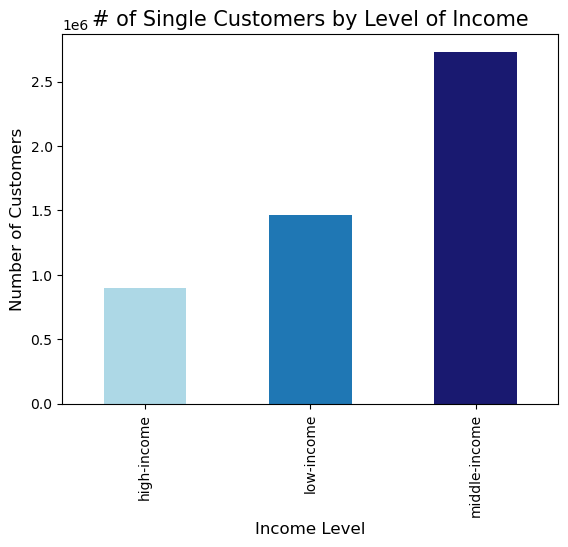 # of Single Customers by Level of Income
1e6
Number of Customers
2.5
2.0
1.5
1.0
0.5
0.0
high-income
low-income
middle-income
Income Level